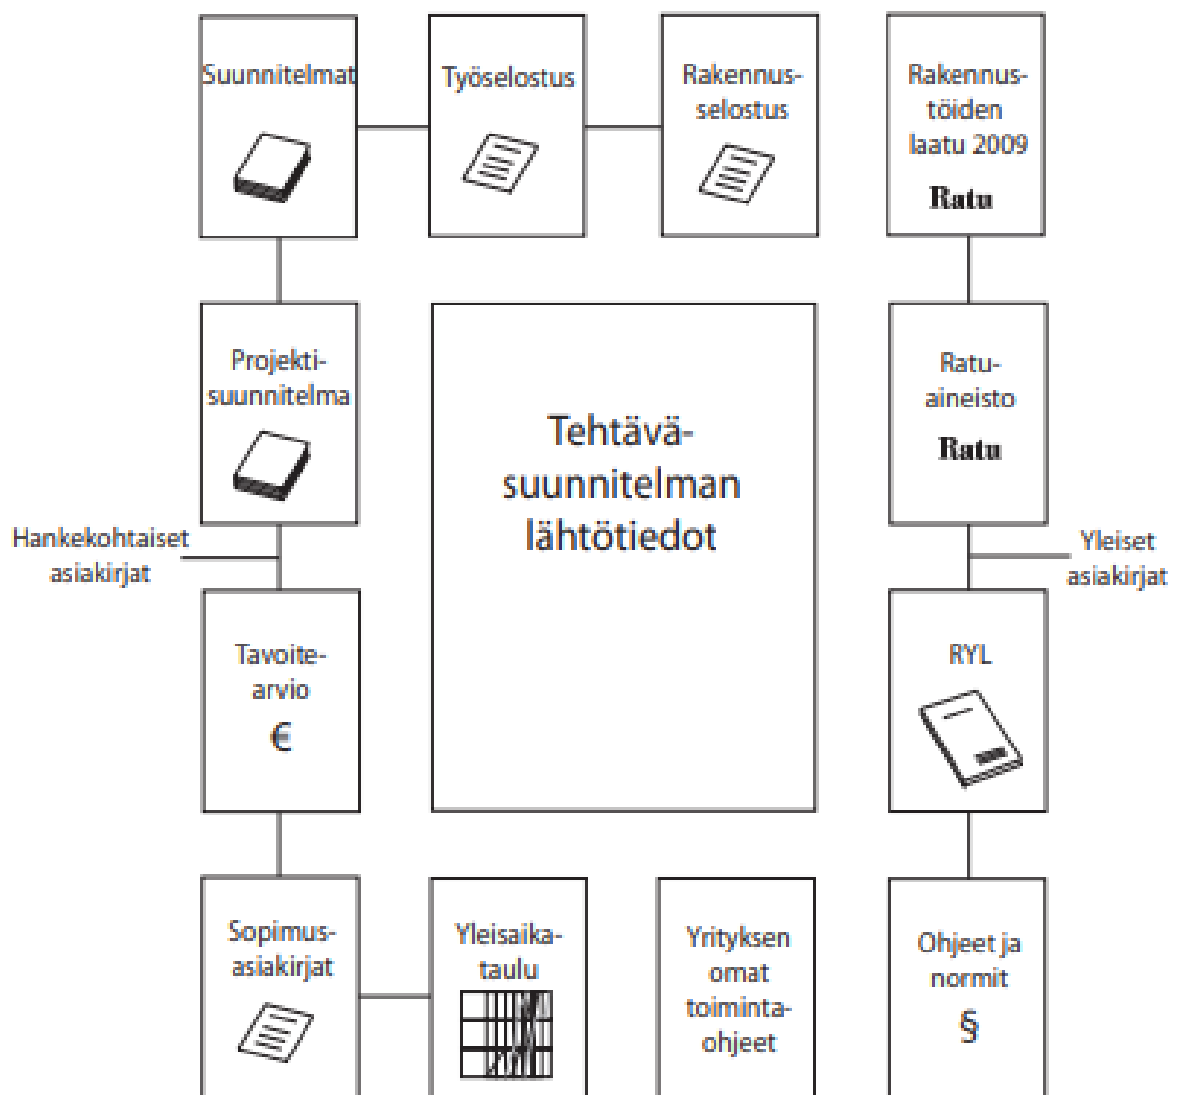 Suunnitelmat
Työselostus
Rakennus-
selostus
Rakennus-
töiden
laatu 2009
Ratu
Projekti-
suunnitelma
Tehtävä-
suunnitelman
lähtötiedot
Ratu-
aineisto
Ratu
Hankekohtaiset
asiakirjat
Yleiset
asiakirjat
Tavoite-
arvio
€
RYL
Sopimus-
asiakirjat
Yleisaika-
taulu
Yrityksen
omat
toiminta-
ohjeet
Ohjeet ja
normit
§